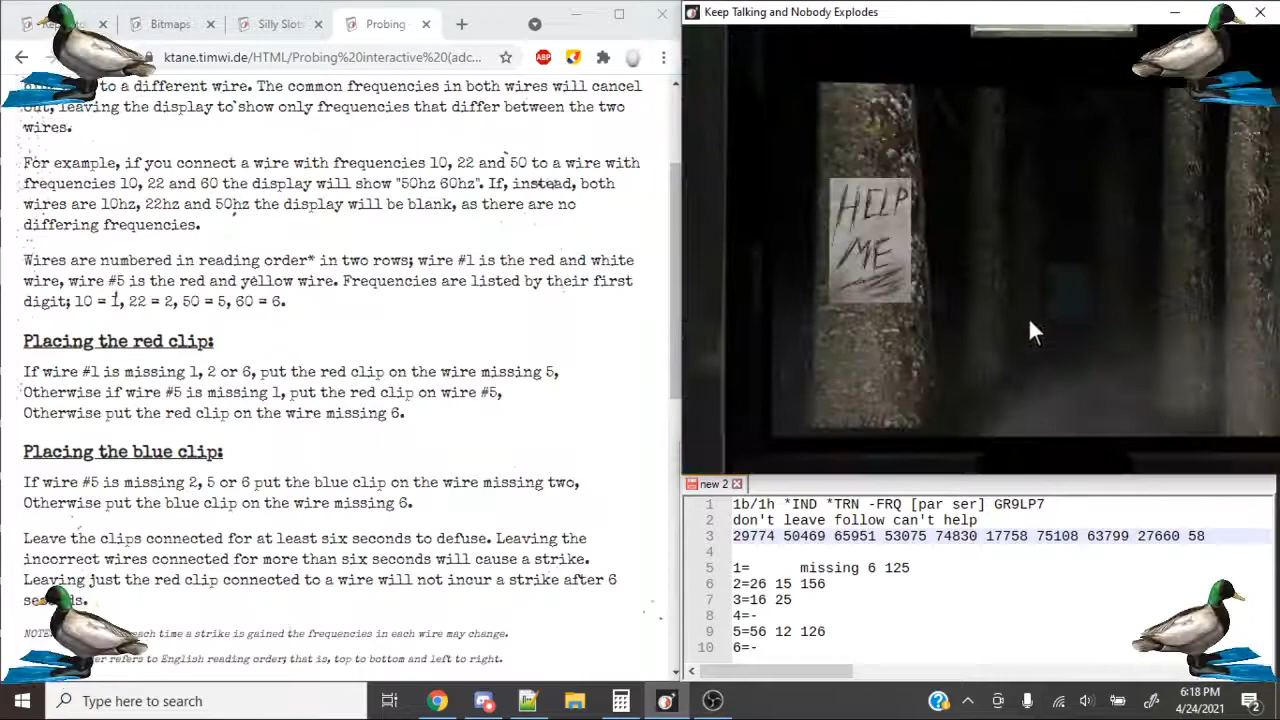 Bitmaps
Silly Slots
Probing
ktane.timwi.de/HTML/Probing%20interactive%20(adc...
to a different wire. The common frequencies in both wires will cancel
out, leaving the display to show only frequencies that differ between the two
wires.
For example, if you connect a wire with frequencies 10, 22 and 50 to a wire with
frequencies 10, 22 and 60 the display will show "50hz 60hz". If, instead, both
wires are 10hz, 22hz and 50hz the display will be blank, as there are no
differing frequencies.
Wires are numbered in reading order* in two rows; wire #1 is the red and white
wire, wire #5 is the red and yellow wire. Frequencies are listed by their first
digit; 10 = 1, 22 = 2, 50 = 5, 60 = 6.
Placing the red clip:
If wire #1 is missing 1, 2 or 6, put the red clip on the wire missing 5,
Otherwise if wire #5 is missing 1, put the red clip on wire #5,
Otherwise put the red clip on the wire missing 6.
Placing the blue clip:
If wire #5 is missing 2, 5 or 6 put the blue clip on the wire missing two,
Otherwise put the blue clip on the wire missing 6.
Leave the clips connected for at least six seconds to defuse. Leaving the
incorrect wires connected for more than six seconds will cause a strike.
Leaving just the red clip connected to a wire will not incur a strike after 6
each time a strike is gained the frequencies in each wire may change.
refers to English reading order; that is, top to bottom and left to right.
Keep Talking and Nobody Explodes
HELP
ME
new 2
1 1b/1h *IND *TRN -FRQ [par ser] GR9LP7
2 don't leave follow can't help
3 29774 50469 65951 53075 74830 17758 75108 63799 27660 58
4
5 1= missing 6 125
6 2=26 15 156
7 3=16 25
8 4=-
9 5=56 12 126
10 6=-
Type here to search
6:18 PM
4/24/2021
2